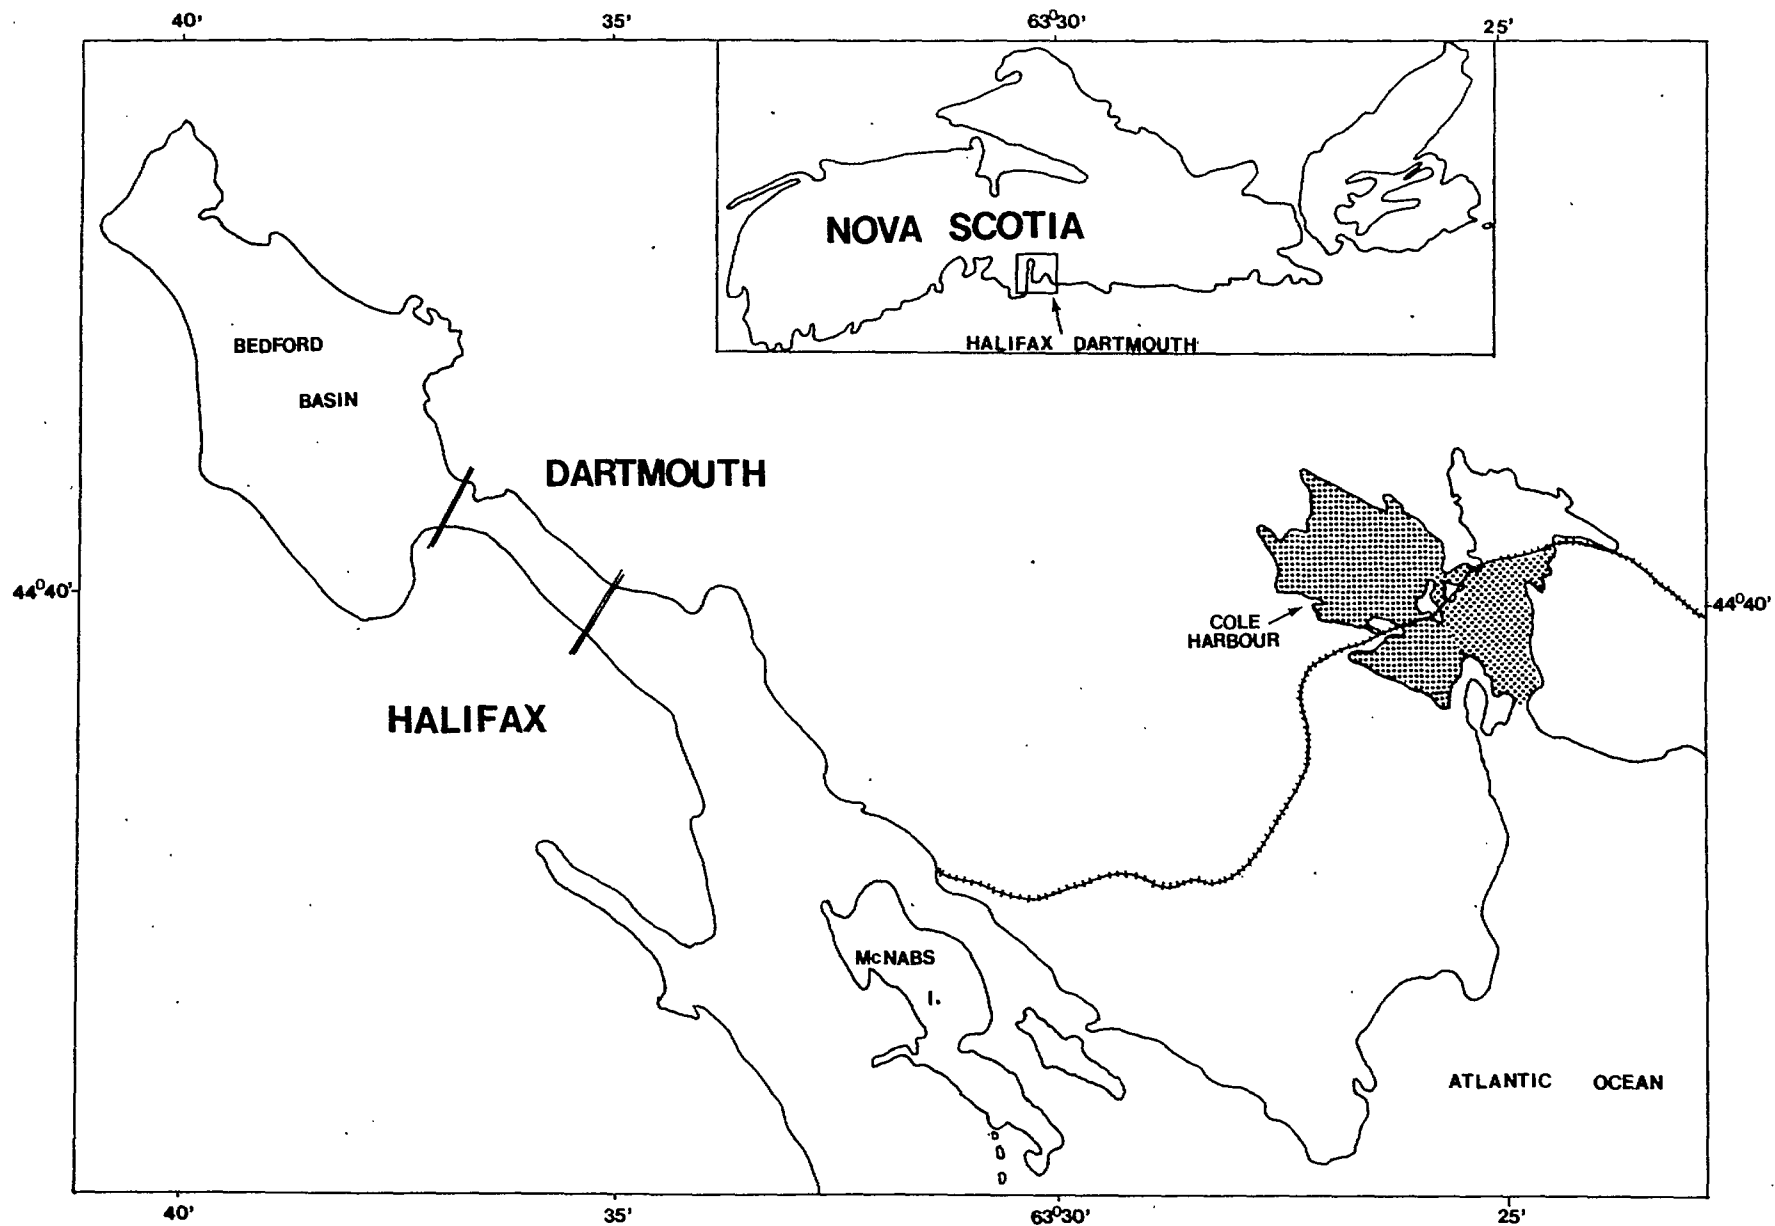 40' 35' 63°30' 25'
NOVA SCOTIA
HALIFAX DARTMOUTH
BEDFORD
BASIN
DARTMOUTH
44°40' 44°40'
COLE
HARBOUR
HALIFAX
McNABS
I.
ATLANTIC OCEAN
40' 35' 63°30' 25'